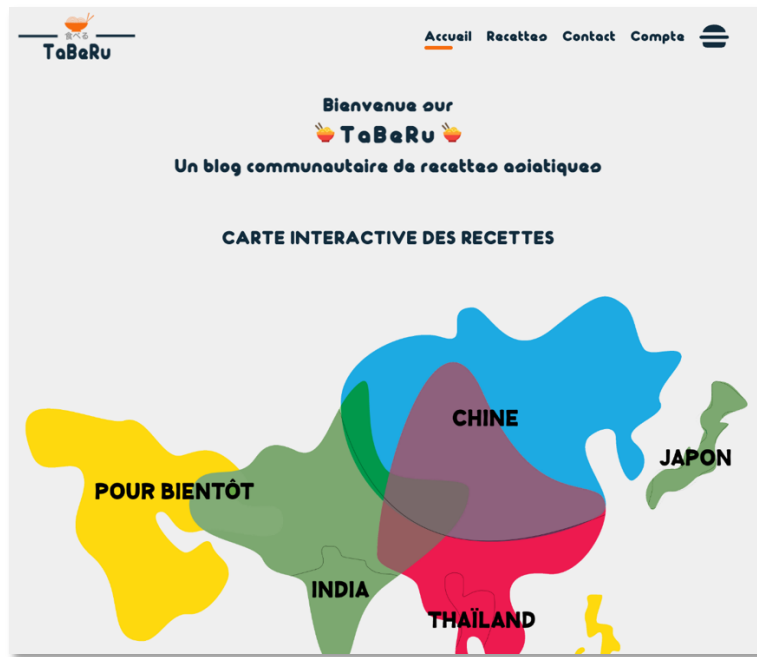 食べる
TaBeRu
Accueil Recettes Contact Compte
Bienvenue sur
TaBeRu
Un blog communautaire de recettes asiatiques
CARTE INTERACTIVE DES RECETTES
CHINE
JAPON
POUR BIENTÔT
INDIA
THAÏLAND